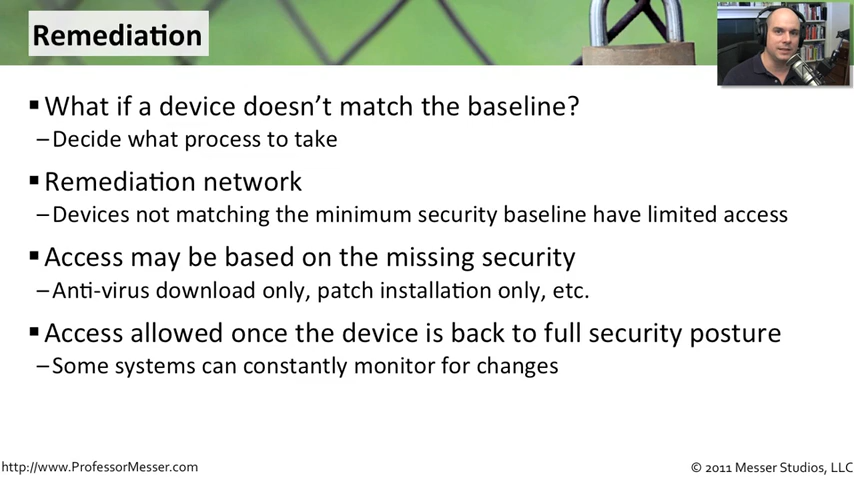 Remediation
▪ What if a device doesn't match the baseline?
– Decide what process to take
▪ Remediation network
– Devices not matching the minimum security baseline have limited access
▪ Access may be based on the missing security
– Anti-virus download only, patch installation only, etc.
▪ Access allowed once the device is back to full security posture
– Some systems can constantly monitor for changes
http://www.ProfessorMesser.com
© 2011 Messer Studios, LLC